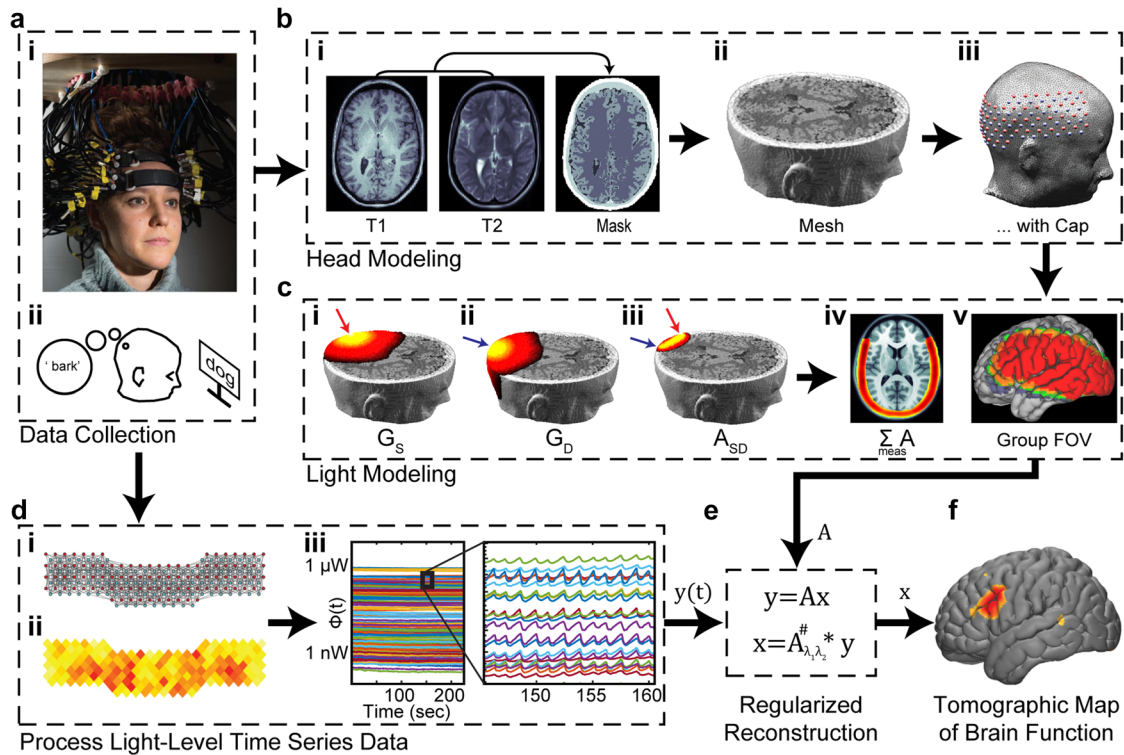 a
i
ii
' bark'
dog
Data Collection
b
i
ii
iii
T1
T2
Mask
Mesh
... with Cap
Head Modeling
c
i
ii
iii
iv
v
G_S
G_D
A_SD
Σ A
meas
Group FOV
Light Modeling
d
i
ii
iii
1 µW
Φ(t)
1 nW
100 200
Time (sec)
150 155 160
Process Light-Level Time Series Data
y(t)
e
A
y=Ax
x=A^#_λ₁λ₂* y
Regularized
Reconstruction
x
f
Tomographic Map
of Brain Function